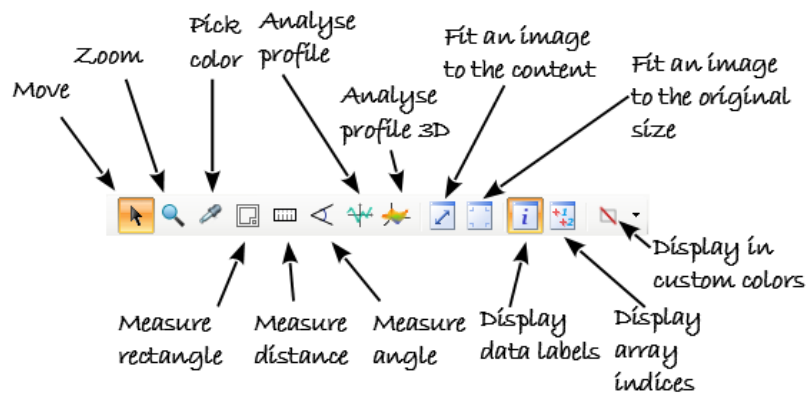 Move
Zoom
Pick
color
Analyse
profile
Analyse
profile 3D
Fit an image
to the content
Fit an image
to the original
size
Measure
rectangle
Measure
distance
Measure
angle
Display
data labels
Display
array
indices
Display in
custom colors
i
+1
+2